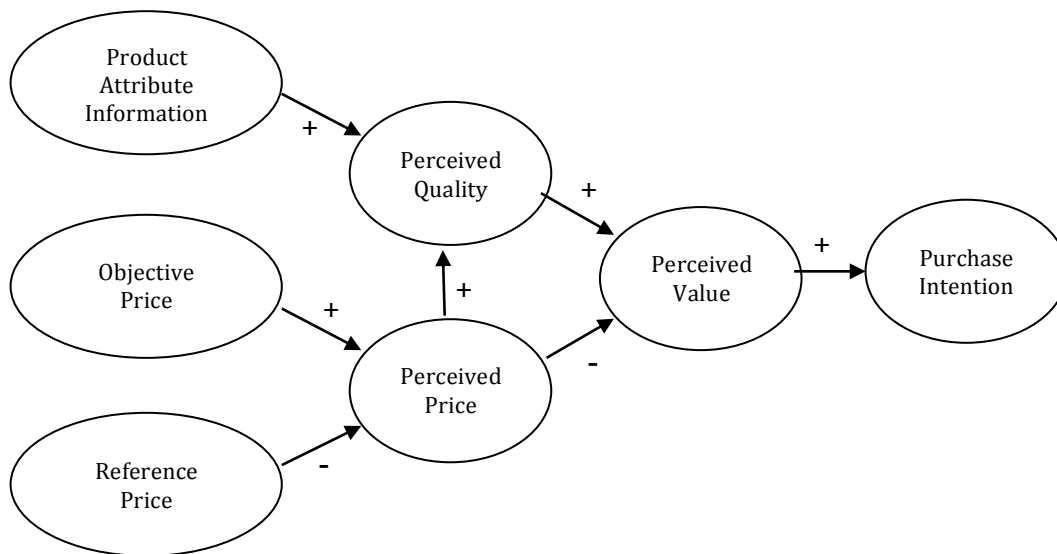 Product
Attribute
Information
+
Perceived
Quality
+
Objective
Price
+
+
Perceived
Value
+
Purchase
Intention
Perceived
Price
-
Reference
Price
-